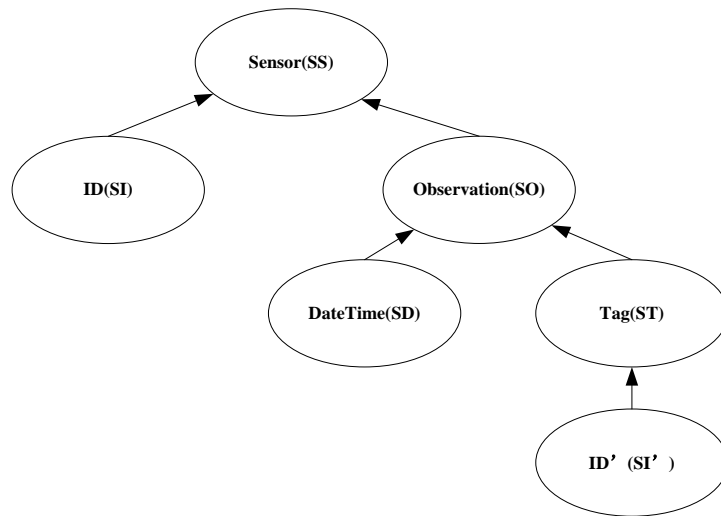 Sensor(SS)
ID(SI)
Observation(SO)
DateTime(SD)
Tag(ST)
ID’(SI’)